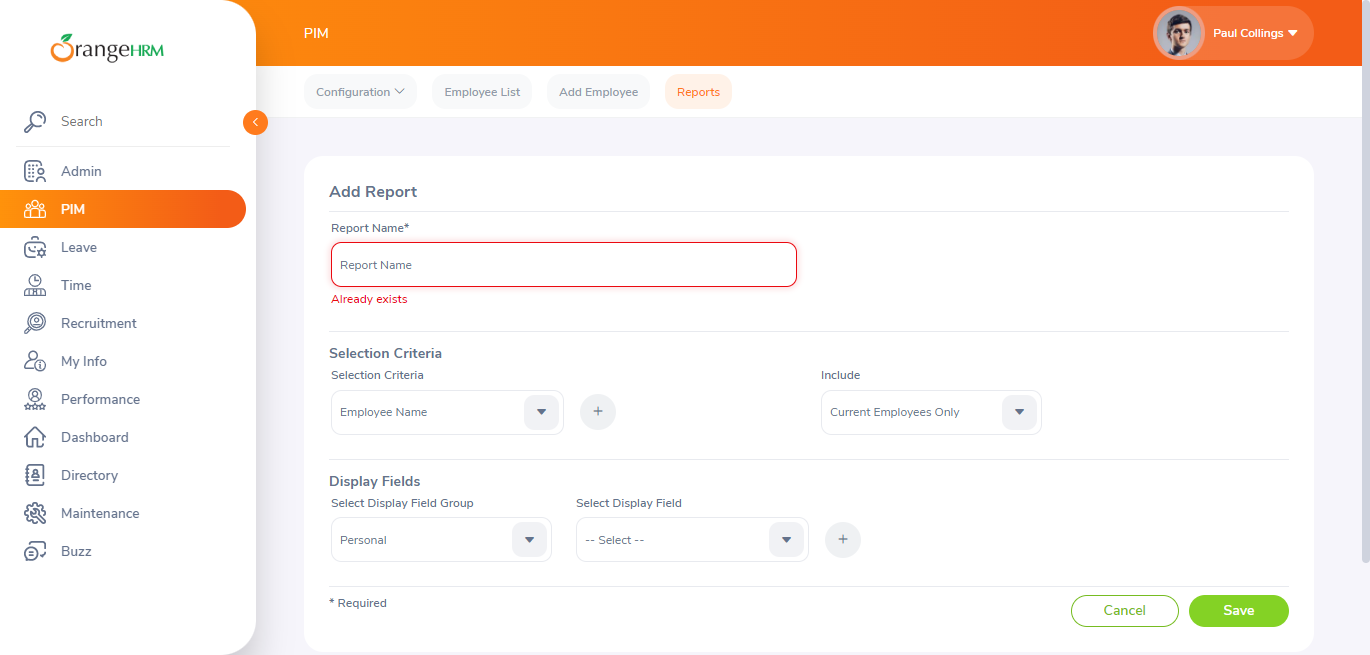 OrangeHRM
PIM
Paul Collings
Configuration
Employee List
Add Employee
Reports
Search
Admin
PIM
Leave
Time
Recruitment
My Info
Performance
Dashboard
Directory
Maintenance
Buzz
Add Report
Report Name*
Report Name
Already exists
Selection Criteria
Selection Criteria
Include
Employee Name
+
Current Employees Only
Display Fields
Select Display Field Group
Select Display Field
Personal
-- Select --
+
* Required
Cancel
Save